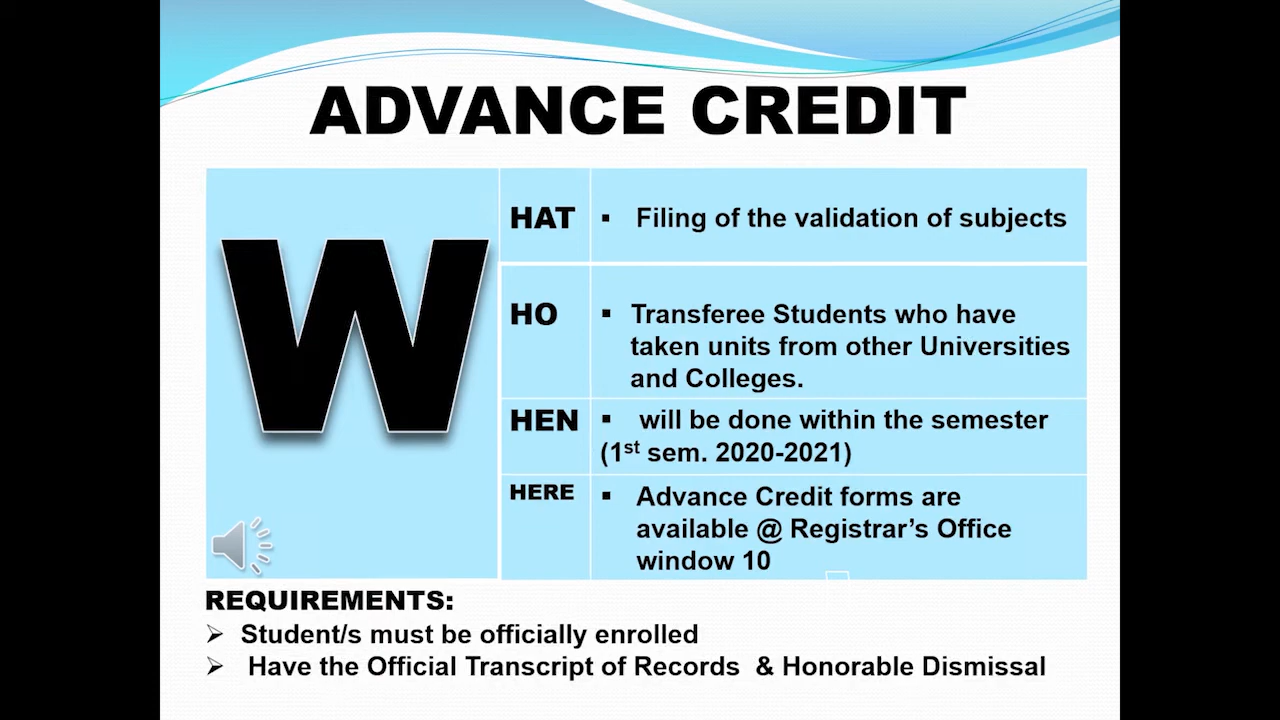 ADVANCE CREDIT
W
HAT
▪ Filing of the validation of subjects
HO
▪ Transferee Students who have
taken units from other Universities
and Colleges.
HEN
▪ will be done within the semester
(1st sem. 2020-2021)
HERE
▪ Advance Credit forms are
available @ Registrar’s Office
window 10
REQUIREMENTS:
➢ Student/s must be officially enrolled
➢ Have the Official Transcript of Records & Honorable Dismissal